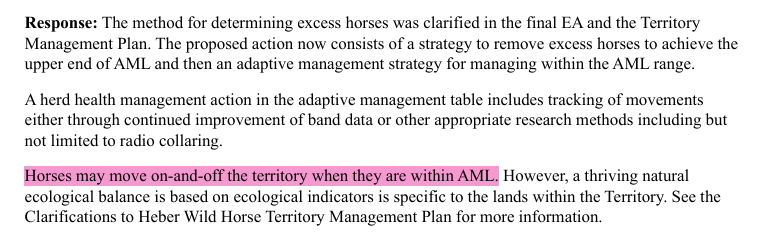 Response: The method for determining excess horses was clarified in the final EA and the Territory
Management Plan. The proposed action now consists of a strategy to remove excess horses to achieve the
upper end of AML and then an adaptive management strategy for managing within the AML range.
A herd health management action in the adaptive management table includes tracking of movements
either through continued improvement of band data or other appropriate research methods including but
not limited to radio collaring.
Horses may move on-and-off the territory when they are within AML. However, a thriving natural
ecological balance is based on ecological indicators is specific to the lands within the Territory. See the
Clarifications to Heber Wild Horse Territory Management Plan for more information.